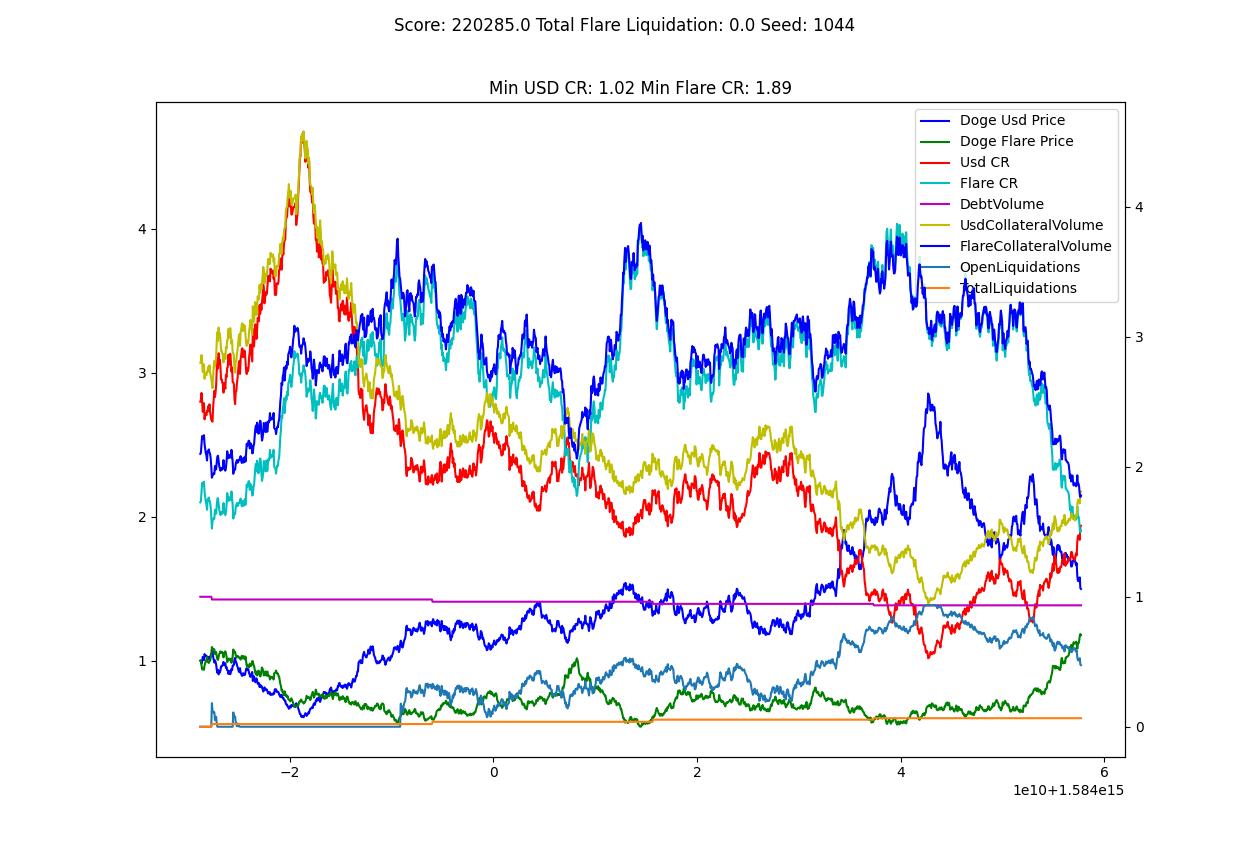 Score: 220285.0 Total Flare Liquidation: 0.0 Seed: 1044
Min USD CR: 1.02 Min Flare CR: 1.89
Doge Usd Price
Doge Flare Price
Usd CR
Flare CR
DebtVolume
UsdCollateralVolume
FlareCollateralVolume
OpenLiquidations
TotalLiquidations
4
3
2
1
4
3
2
1
0
−2
0
2
4
6
1e10+1.584e15